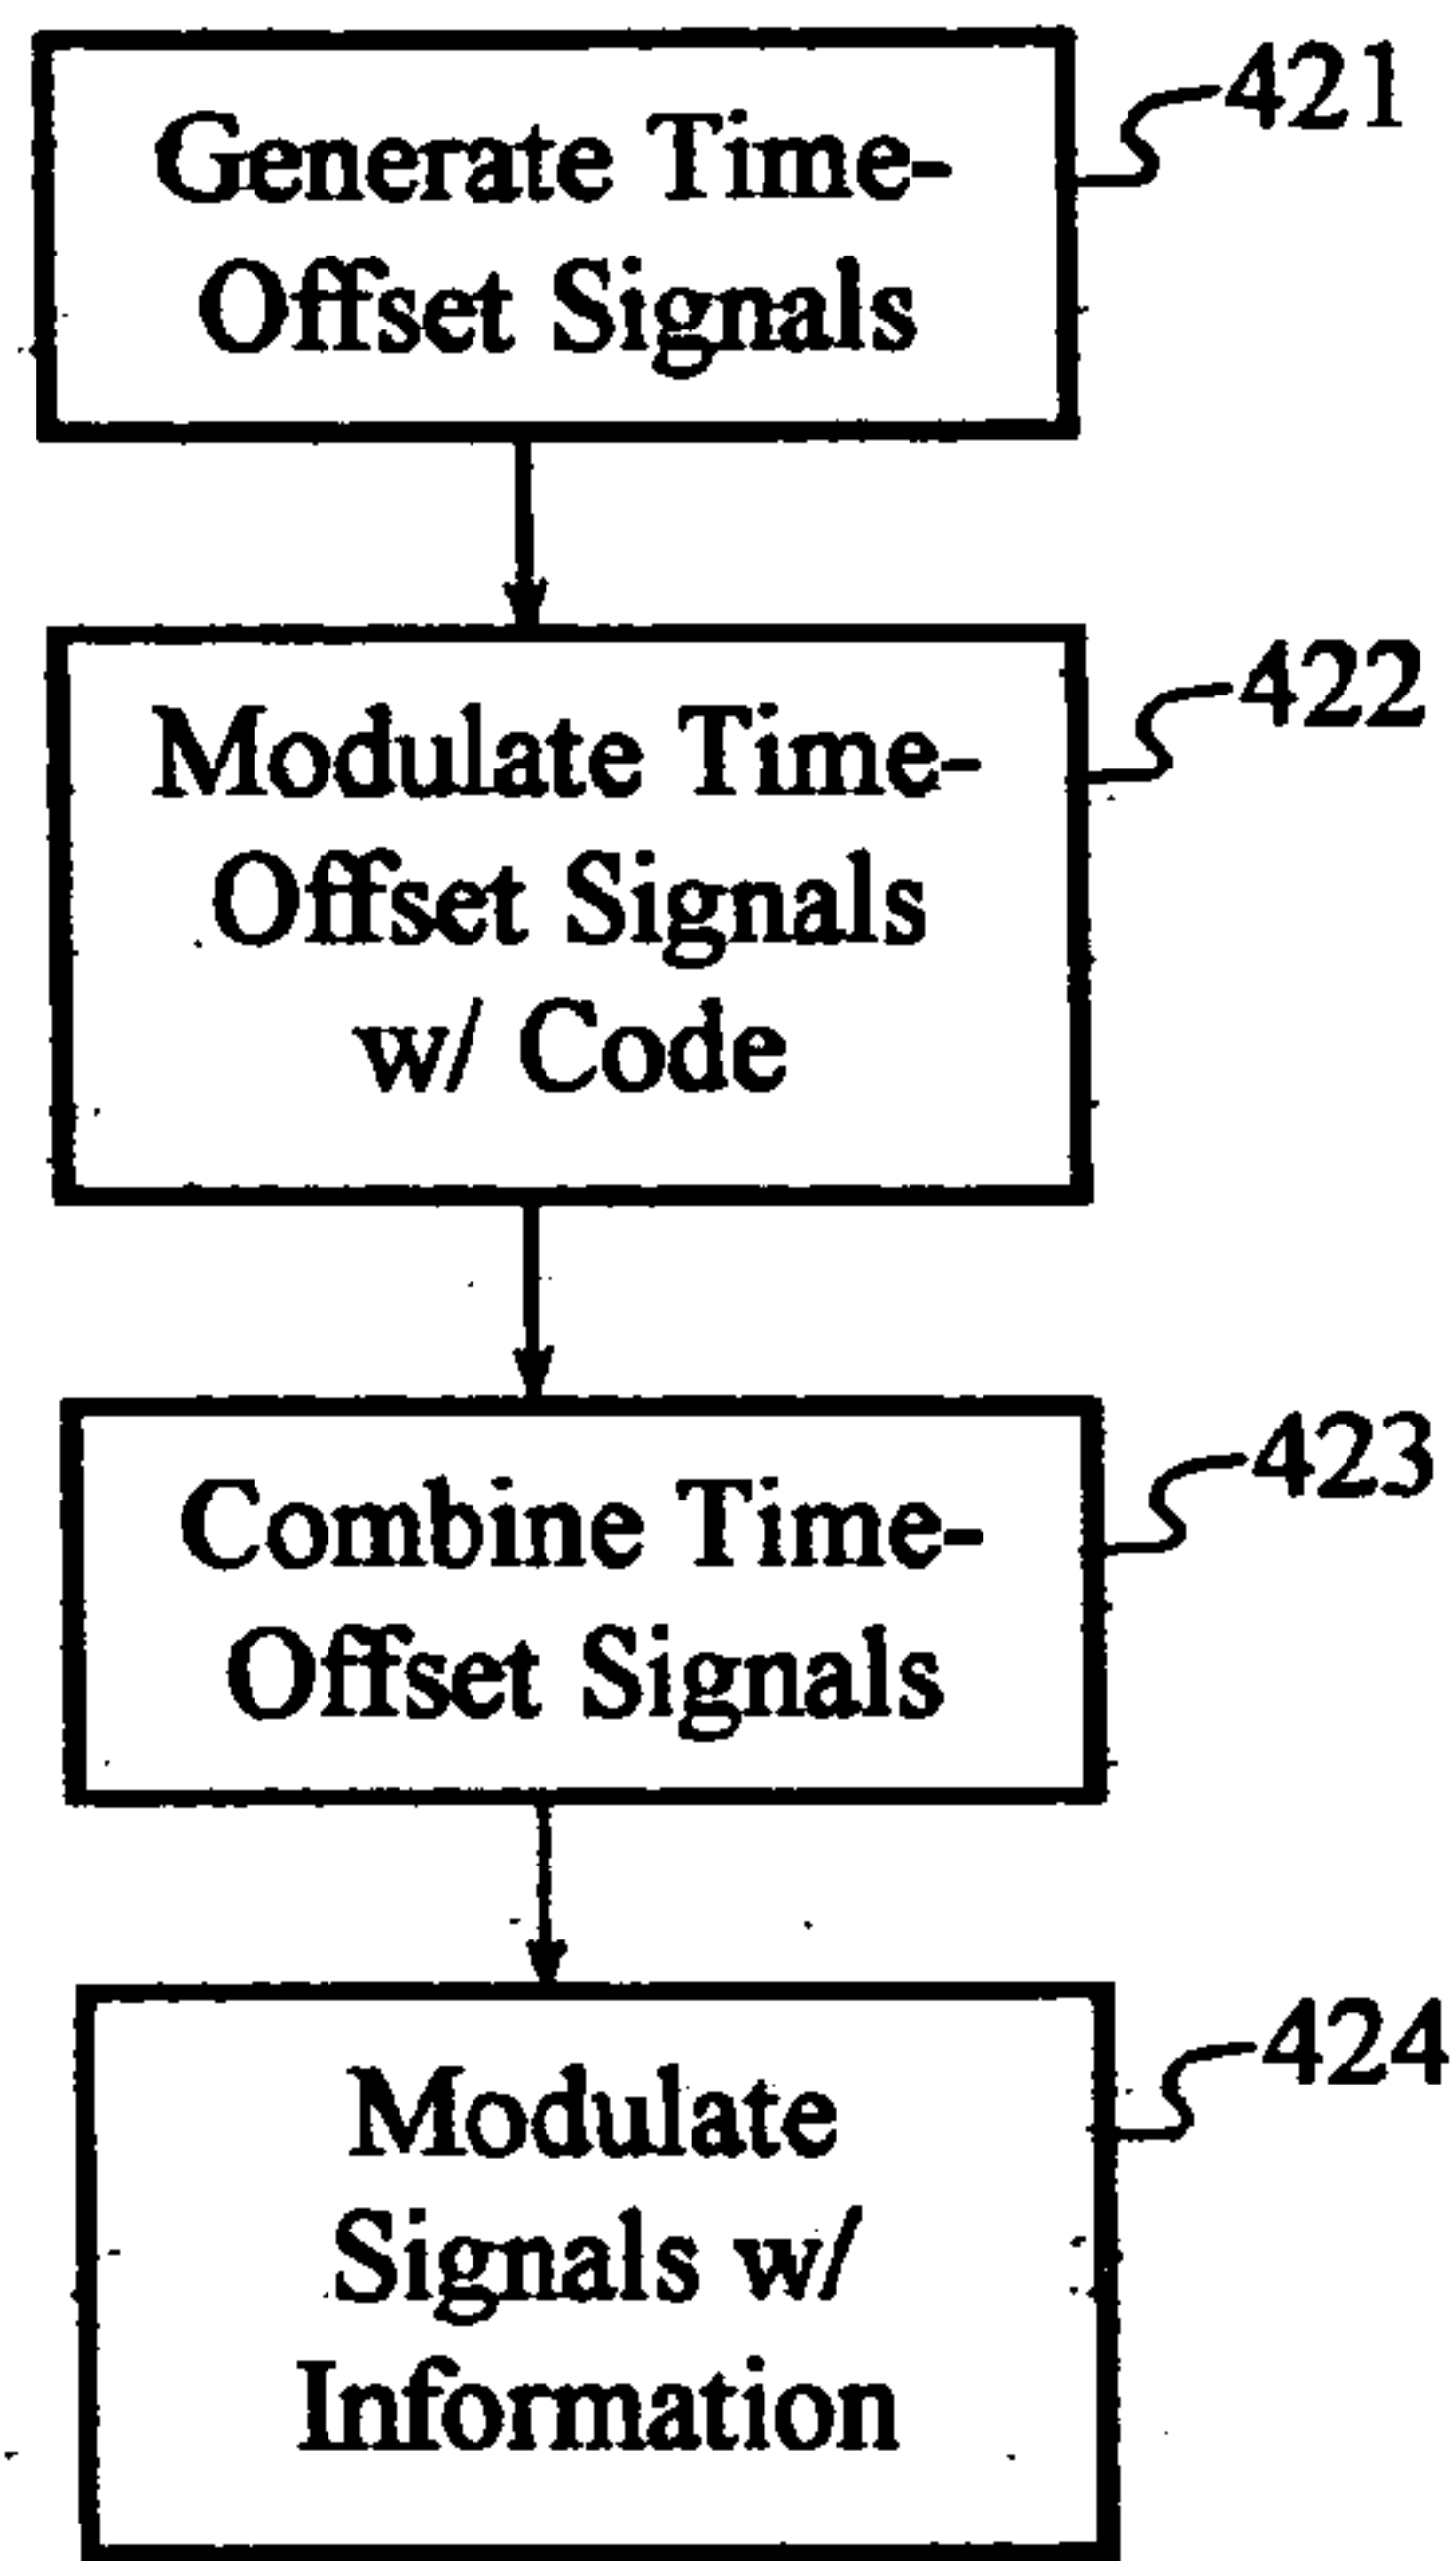 Generate Time-
Offset Signals
421
Modulate Time-
Offset Signals
w/ Code
422
Combine Time-
Offset Signals
423
Modulate
Signals w/
Information
424